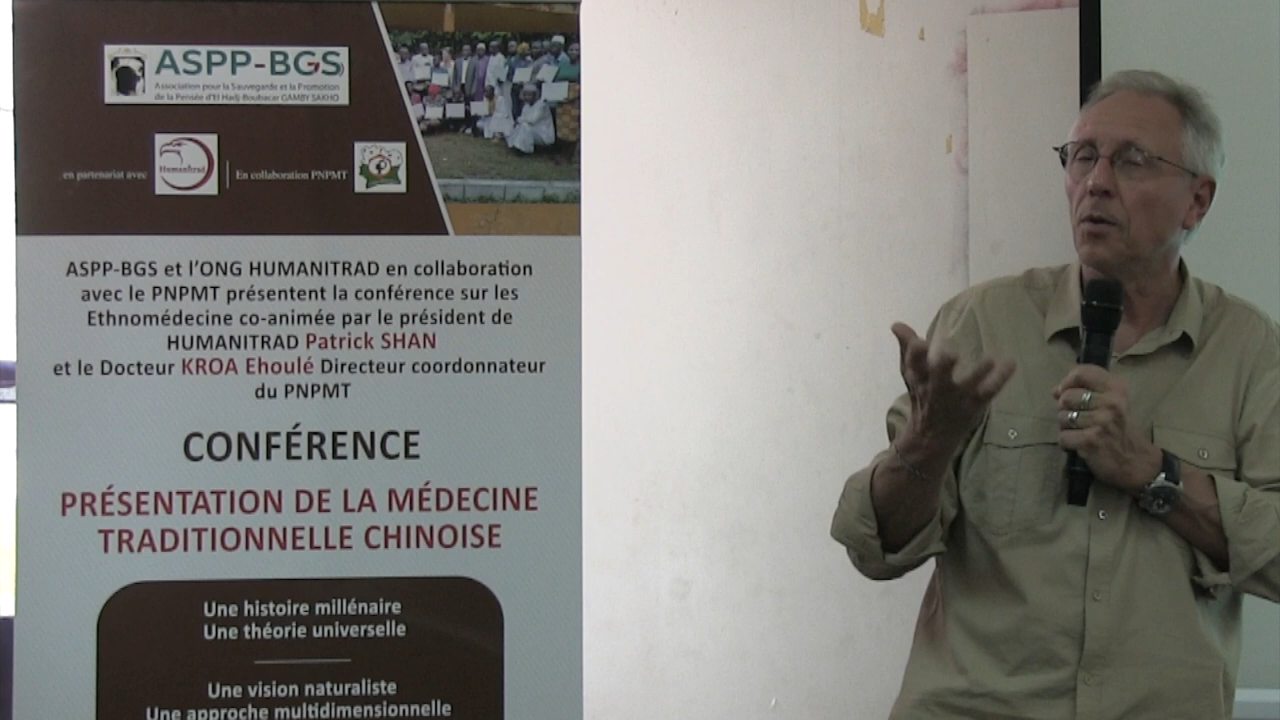 ASPP-BGS
Association pour la Sauvegarde et la Promotion
de la Pensée d'El Hadj Boubacar GAMBY SAKHO
en partenariat avec
Humanitrad
En collaboration PNPMT
ASPP-BGS et l'ONG HUMANITRAD en collaboration
avec le PNPMT présentent la conférence sur les
Ethnomédecine co-animée par le président de
HUMANITRAD Patrick SHAN
et le Docteur KROA Ehoulé Directeur coordonnateur
du PNPMT
CONFÉRENCE
PRÉSENTATION DE LA MÉDECINE
TRADITIONNELLE CHINOISE
Une histoire millénaire
Une théorie universelle
Une vision naturaliste
Une approche multidimensionnelle